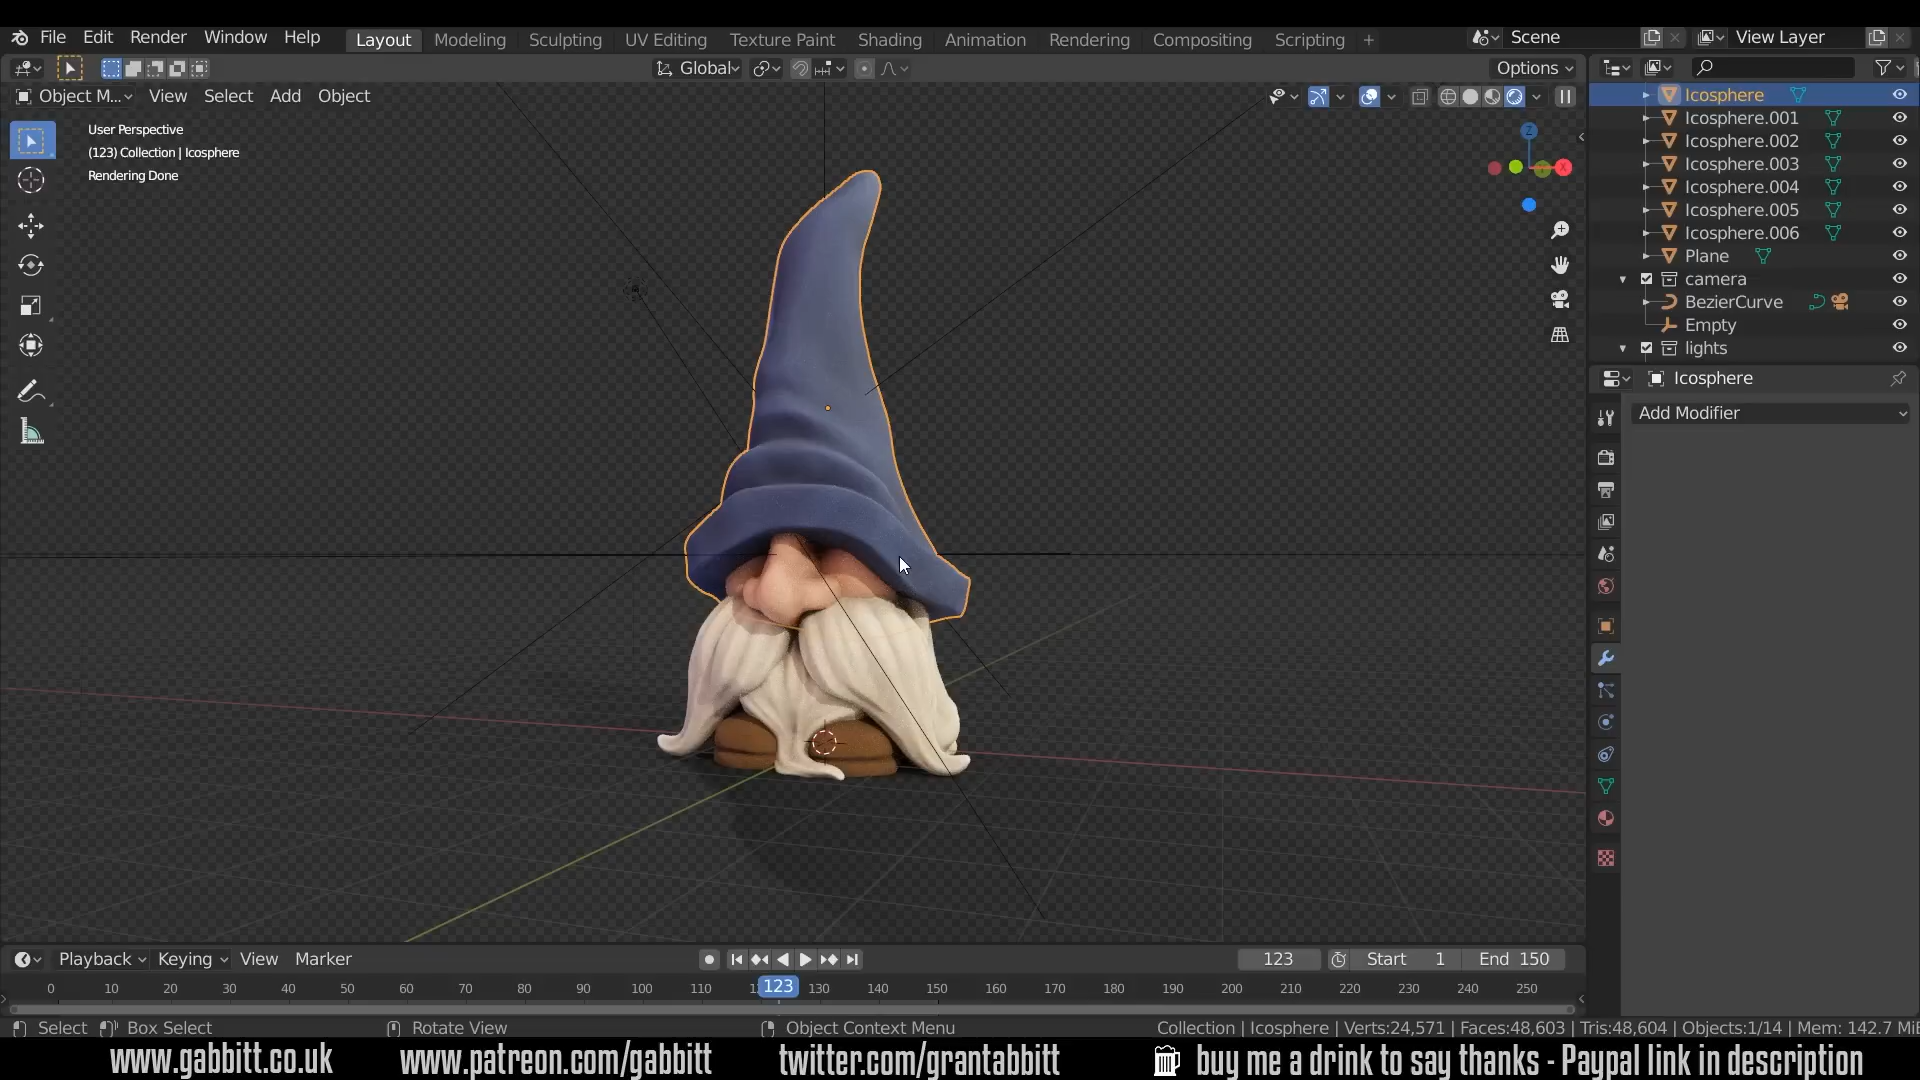 File Edit Render Window Help Layout Modeling Sculpting UV Editing Texture Paint Shading Animation Rendering Compositing Scripting + Scene View Layer
Global Options
Object M... View Select Add Object
User Perspective
(123) Collection | Icosphere
Rendering Done
Z
X
Icosphere
Icosphere.001
Icosphere.002
Icosphere.003
Icosphere.004
Icosphere.005
Icosphere.006
Plane
camera
BezierCurve
Empty
lights
Icosphere
Add Modifier
Playback Keying View Marker 123 Start 1 End 150
0 10 20 30 40 50 60 70 80 90 100 110 123 130 140 150 160 170 180 190 200 210 220 230 240 250
Select Box Select Rotate View Object Context Menu Collection | Icosphere | Verts:24,571 | Faces:48,603 | Tris:48,604 | Objects:1/14 | Mem: 142.7 Mi
www.gabbitt.co.uk www.patreon.com/gabbitt twitter.com/grantabbitt buy me a drink to say thanks - Paypal link in description